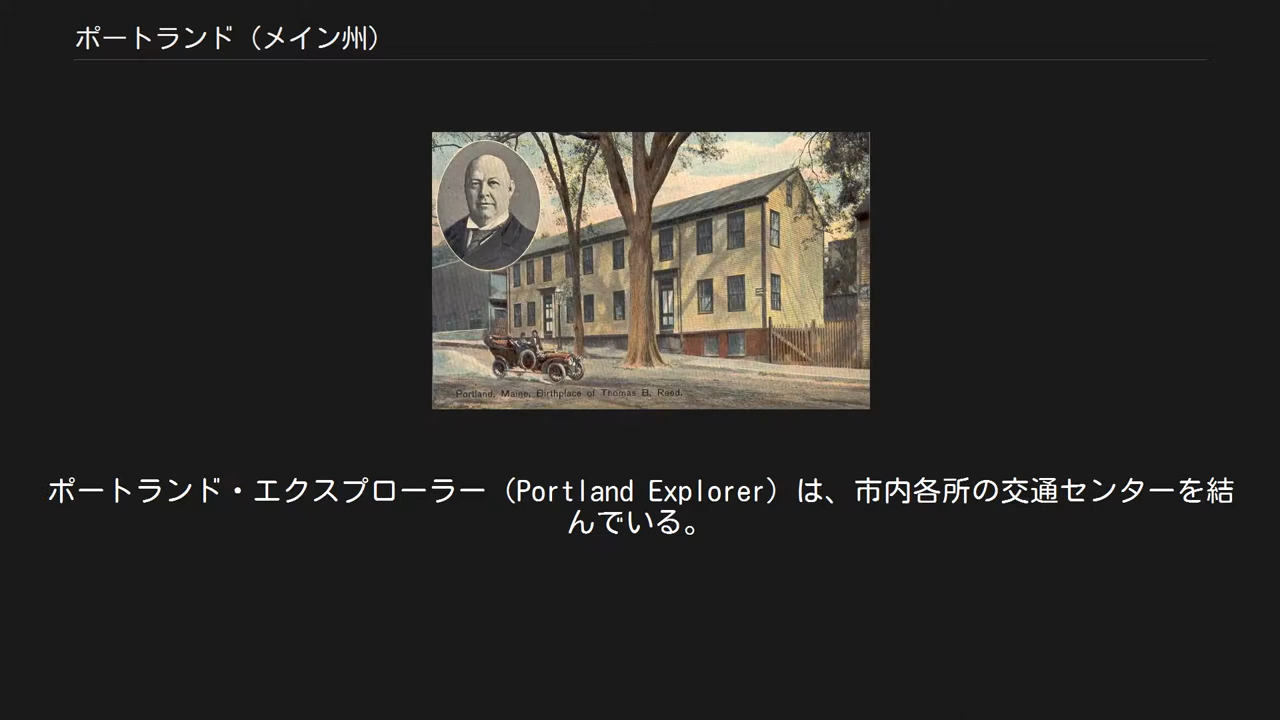 ポートランド（メイン州）
Portland, Maine, Birthplace of Thomas B. Reed.
ポートランド・エクスプローラー（Portland Explorer）は、市内各所の交通センターを結
んでいる。